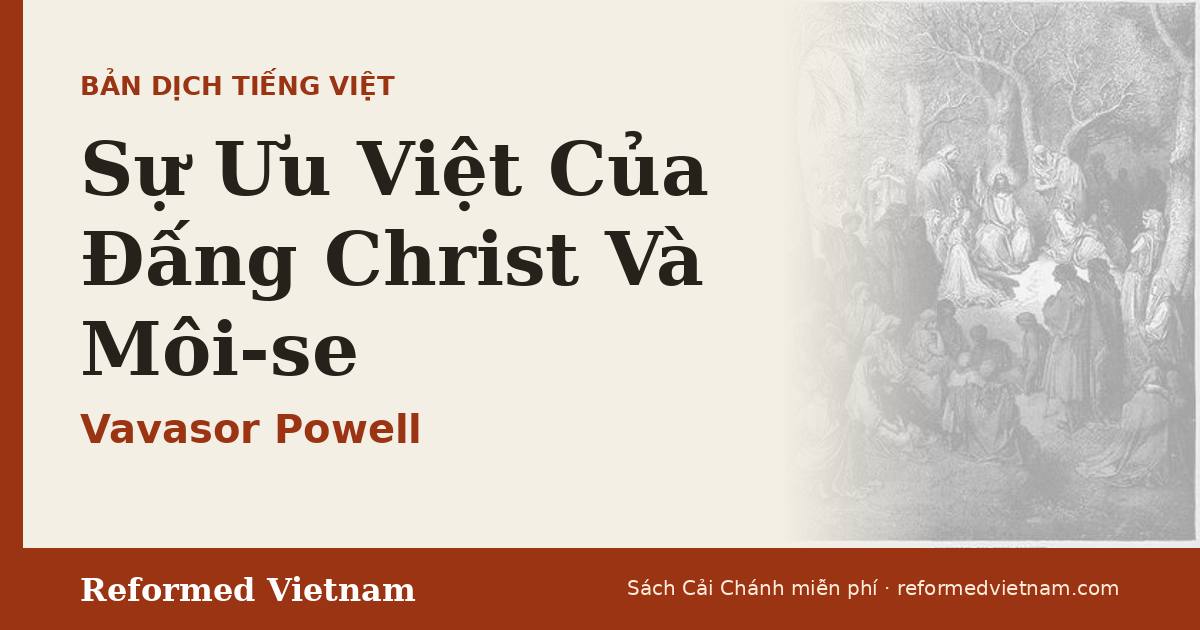 BẢN DỊCH TIẾNG VIỆT
Sự Ưu Việt Của
Đấng Christ Và
Môi-se
Vavasor Powell
Reformed Vietnam
Sách Cải Chánh miễn phí · reformedvietnam.com